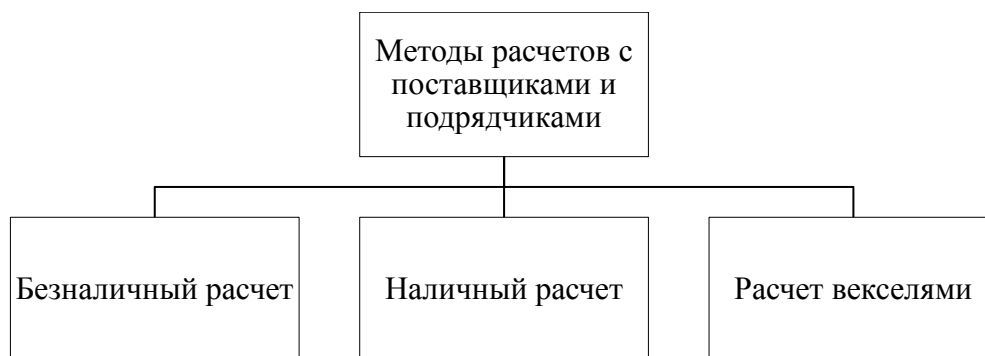 Методы расчетов с
поставщиками и
подрядчиками
Безналичный расчет
Наличный расчет
Расчет векселями